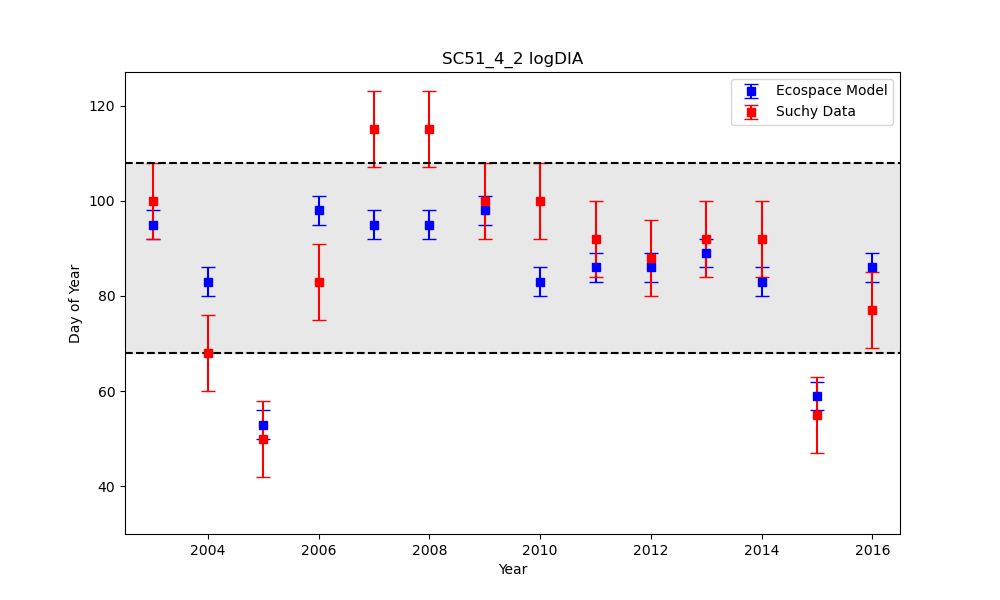 SC51_4_2 logDIA
Ecospace Model
Suchy Data
Day of Year
120
100
80
60
40
2004 2006 2008 2010 2012 2014 2016
Year